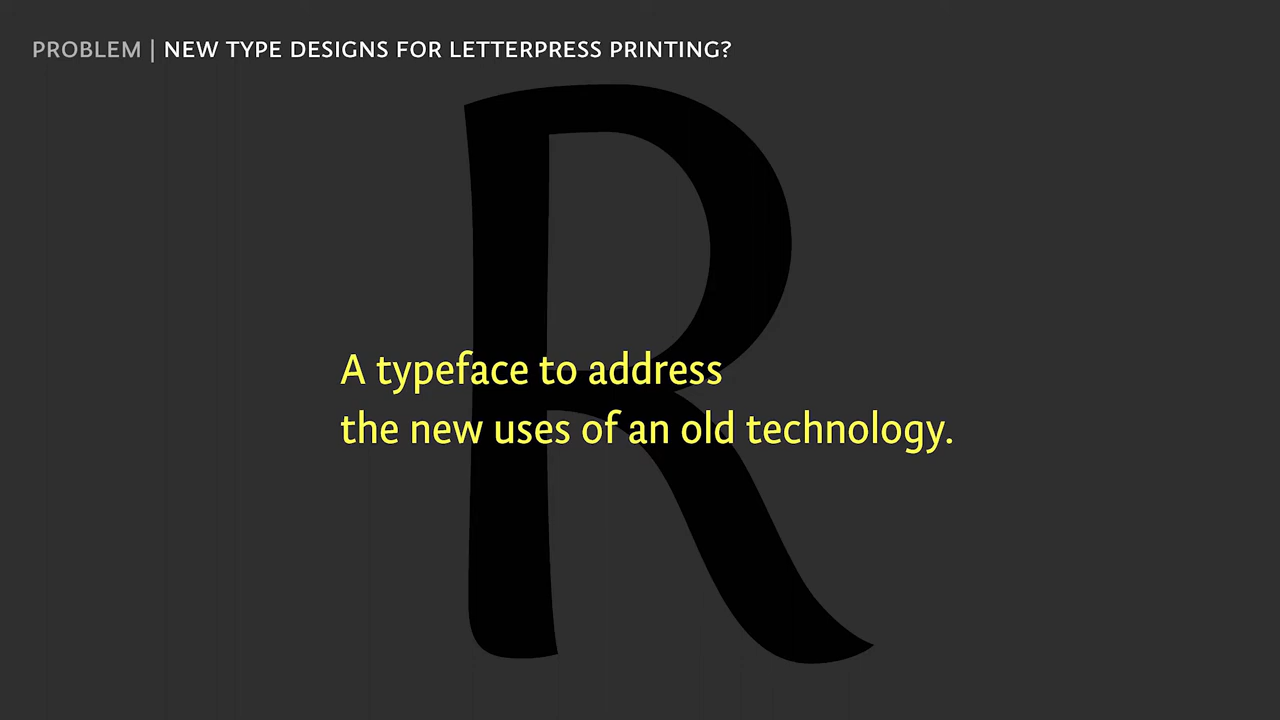 PROBLEM | NEW TYPE DESIGNS FOR LETTERPRESS PRINTING?
R
A typeface to address
the new uses of an old technology.